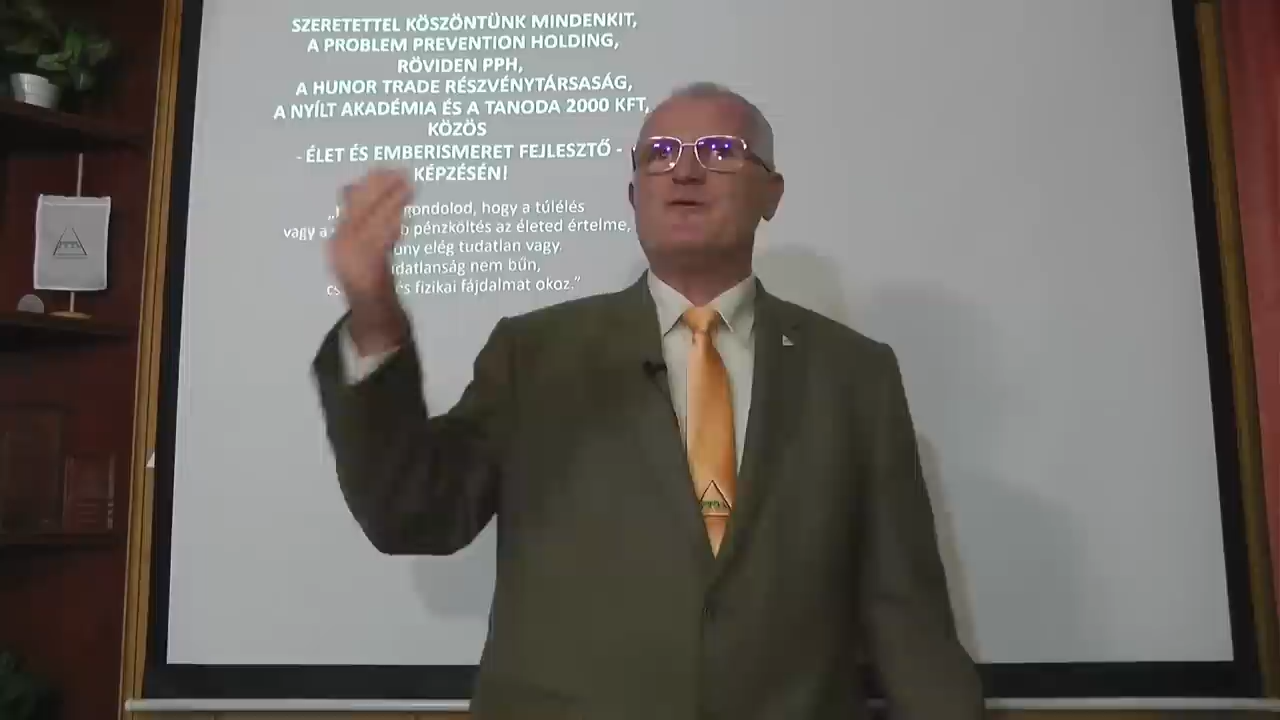 SZERETETTEL KÖSZÖNTÜNK MINDENKIT,
A PROBLEM PREVENTION HOLDING,
RÖVIDEN PPH,
A HUNOR TRADE RÉSZVÉNYTÁRSASÁG,
A NYÍLT AKADÉMIA ÉS A TANODA 2000 KFT,
KÖZÖS
- ÉLET ÉS EMBERISMERET FEJLESZTŐ -
KÉPZÉSÉN!
gondolod, hogy a túlélés
vagy a pénzköltés az életed értelme,
elég tudatlan vagy.
nem bűn,
fizikai fájdalmat okoz."